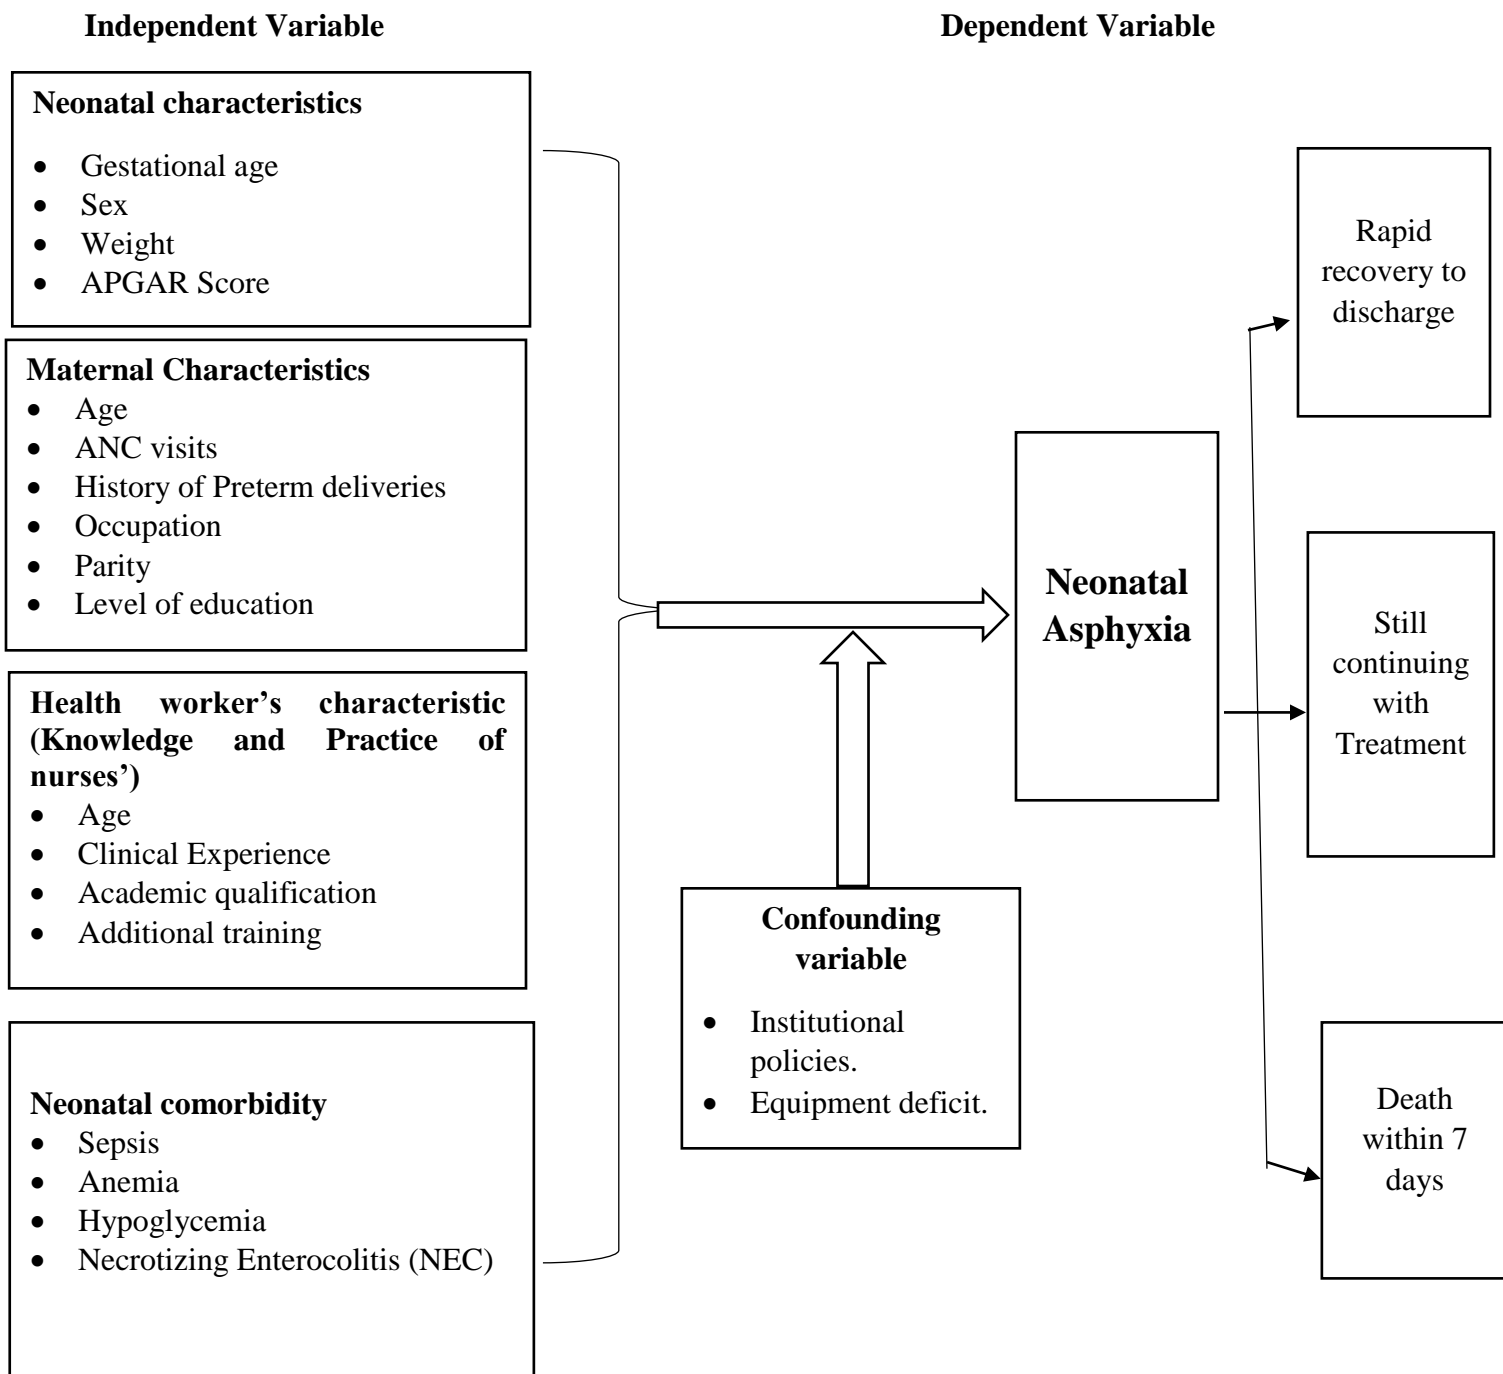 Independent Variable
Dependent Variable
Neonatal characteristics
• Gestational age
• Sex
• Weight
• APGAR Score
Maternal Characteristics
• Age
• ANC visits
• History of Preterm deliveries
• Occupation
• Parity
• Level of education
Health worker’s characteristic
(Knowledge and Practice of
nurses’)
• Age
• Clinical Experience
• Academic qualification
• Additional training
Neonatal comorbidity
• Sepsis
• Anemia
• Hypoglycemia
• Necrotizing Enterocolitis (NEC)
Confounding
variable
• Institutional
policies.
• Equipment deficit.
Neonatal
Asphyxia
Rapid
recovery to
discharge
Still
continuing
with
Treatment
Death
within 7
days